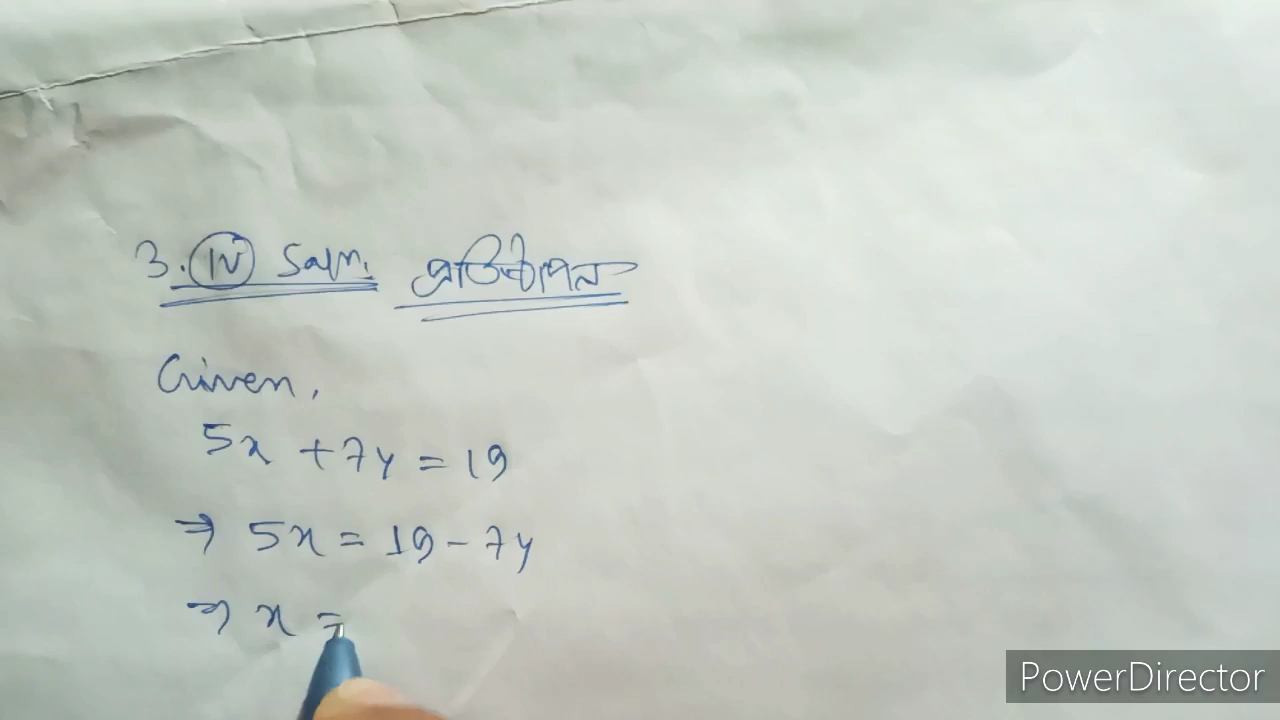 3. (iv) Soln. প্রতিষ্ঠাপন
Given,
5x + 7y = 19
⇒ 5x = 19 - 7y
⇒ x =
PowerDirector